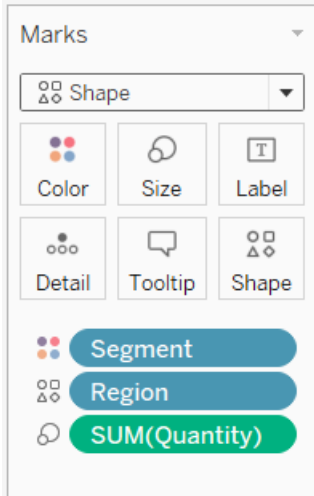 Marks
Shape
Color Size Label
Detail Tooltip Shape
Segment
Region
SUM(Quantity)